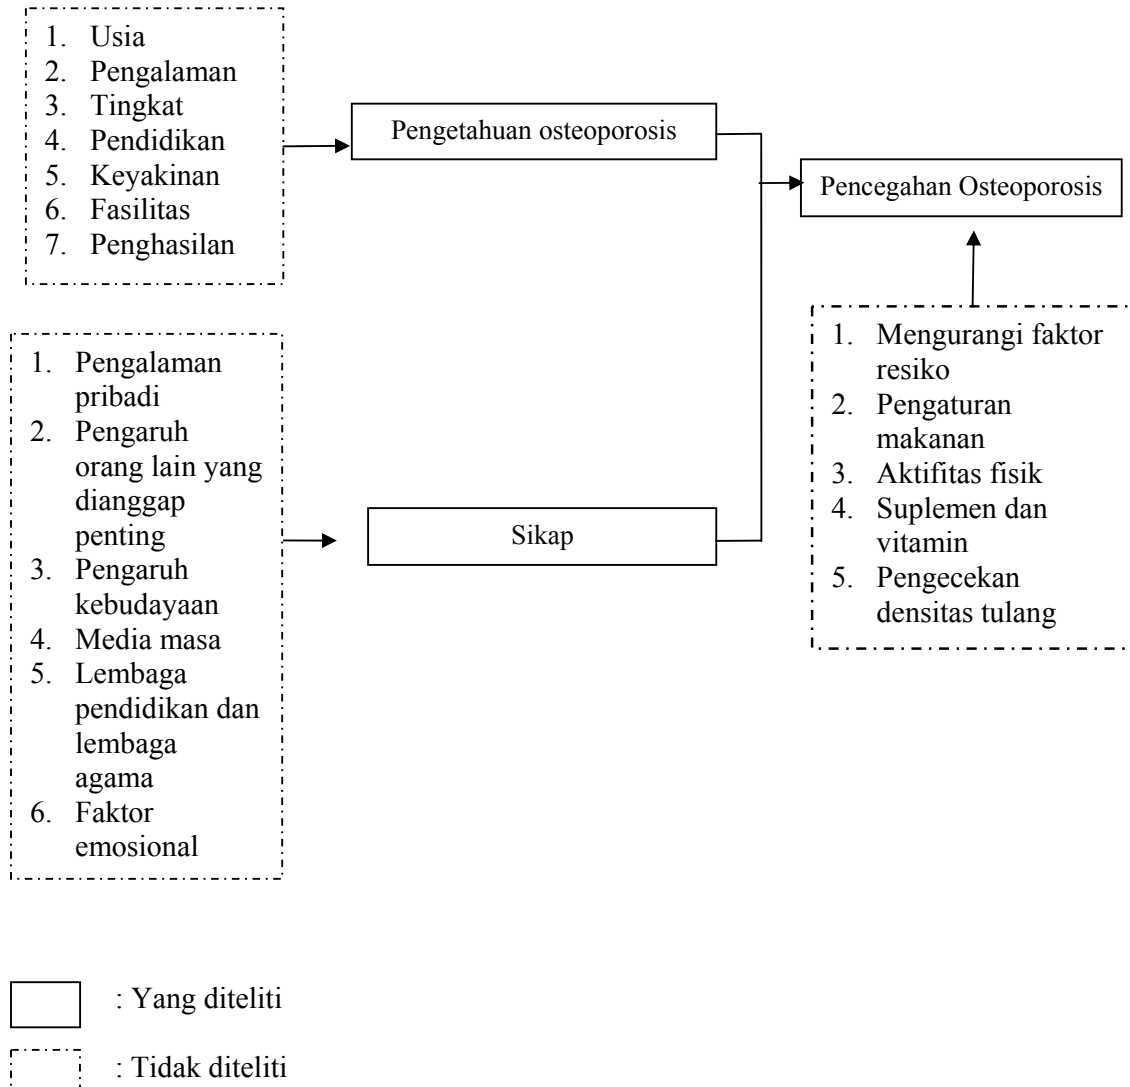 1. Usia
2. Pengalaman
3. Tingkat
4. Pendidikan
5. Keyakinan
6. Fasilitas
7. Penghasilan
Pengetahuan osteoporosis
Pencegahan Osteoporosis
1. Pengalaman
pribadi
2. Pengaruh
orang lain yang
dianggap
penting
3. Pengaruh
kebudayaan
4. Media masa
5. Lembaga
pendidikan dan
lembaga
agama
6. Faktor
emosional
Sikap
1. Mengurangi faktor
resiko
2. Pengaturan
makanan
3. Aktifitas fisik
4. Suplemen dan
vitamin
5. Pengecekan
densitas tulang
: Yang diteliti
: Tidak diteliti